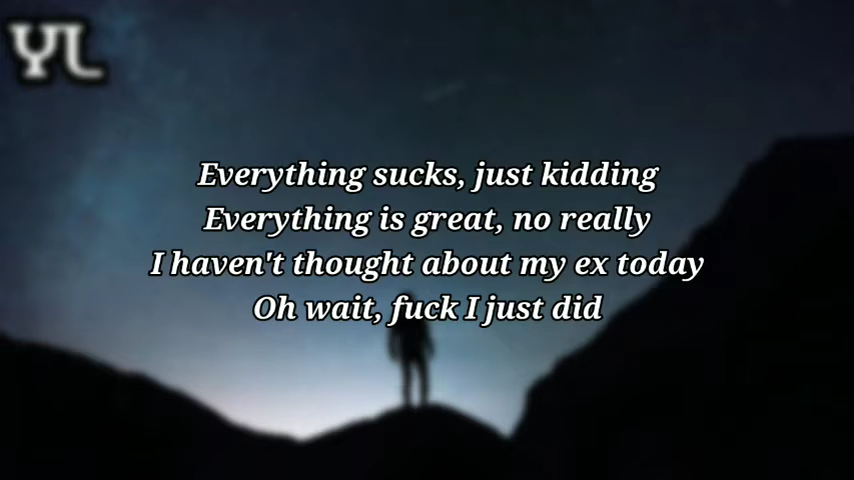 YL
Everything sucks, just kidding
Everything is great, no really
I haven't thought about my ex today
Oh wait, fuck I just did